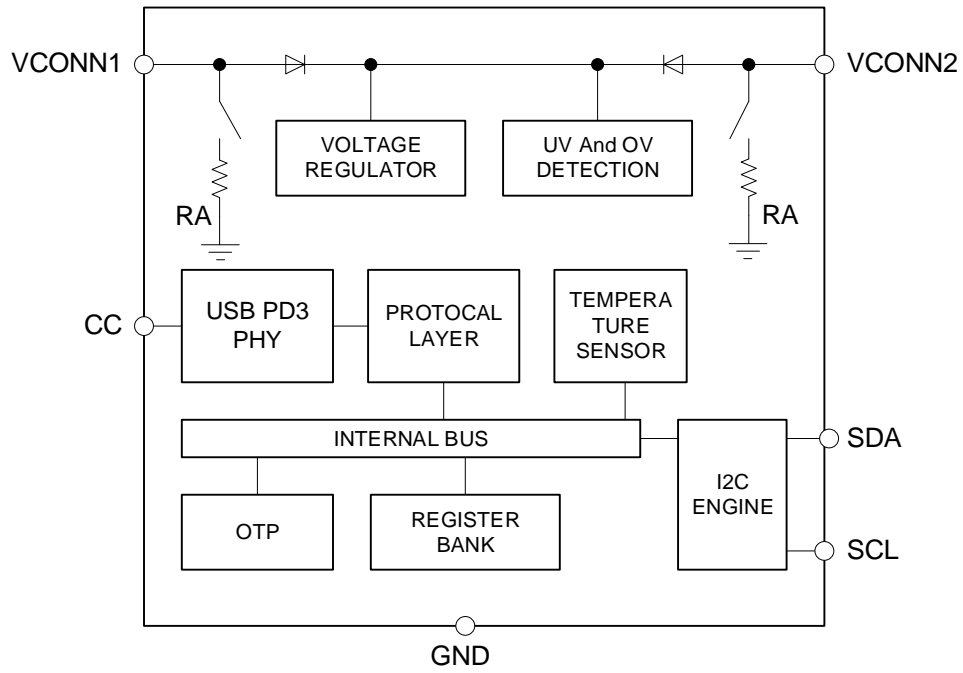 VCONN1
VCONN2
VOLTAGE
REGULATOR
UV And OV
DETECTION
RA
RA
CC
USB PD3
PHY
PROTOCAL
LAYER
TEMPERA
TURE
SENSOR
INTERNAL BUS
I2C
ENGINE
SDA
SCL
OTP
REGISTER
BANK
GND